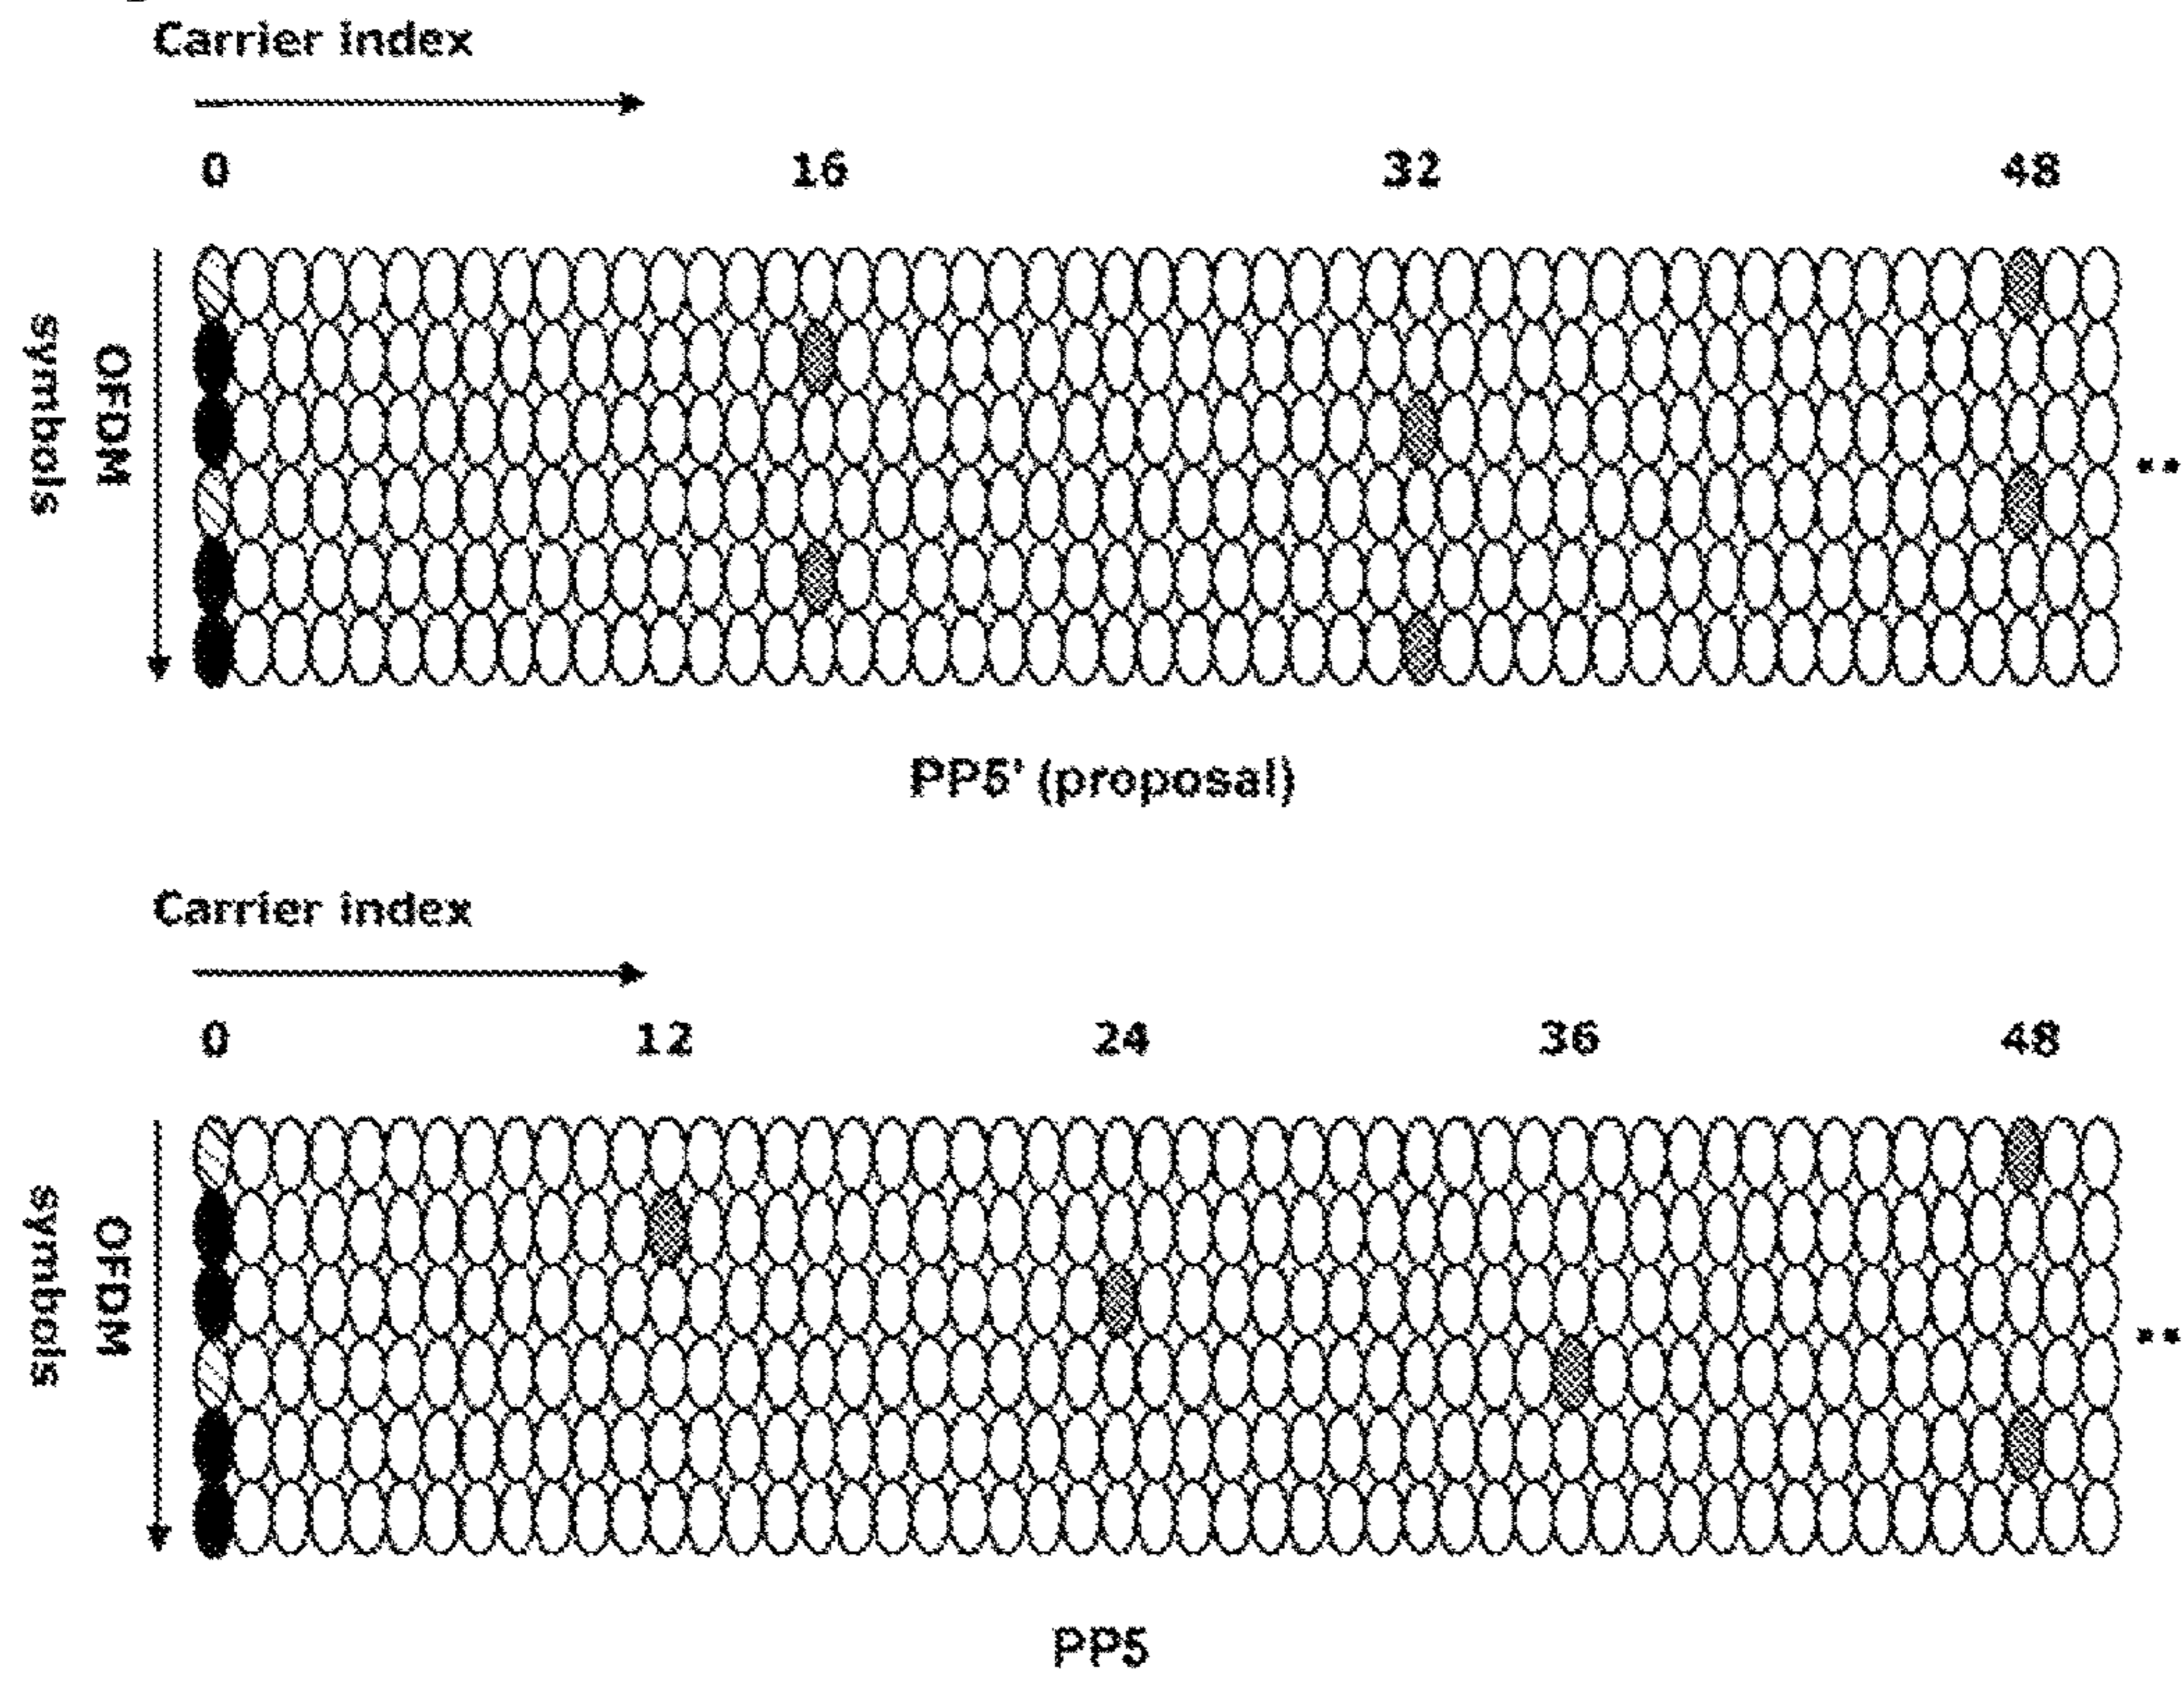 Carrier index
0 16 32 48
OFDM
symbols
PP5' (proposal)
Carrier index
0 12 24 36 48
OFDM
symbols
PP5